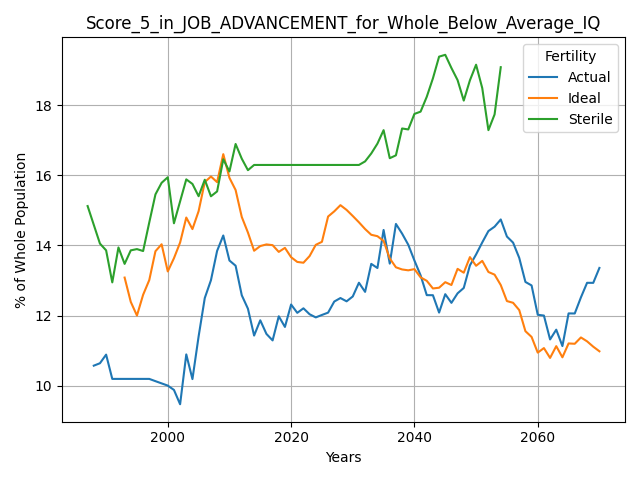 Score_5_in_JOB_ADVANCEMENT_for_Whole_Below_Average_IQ
Fertility
Actual
Ideal
Sterile
% of Whole Population
18
16
14
12
10
2000
2020
2040
2060
Years